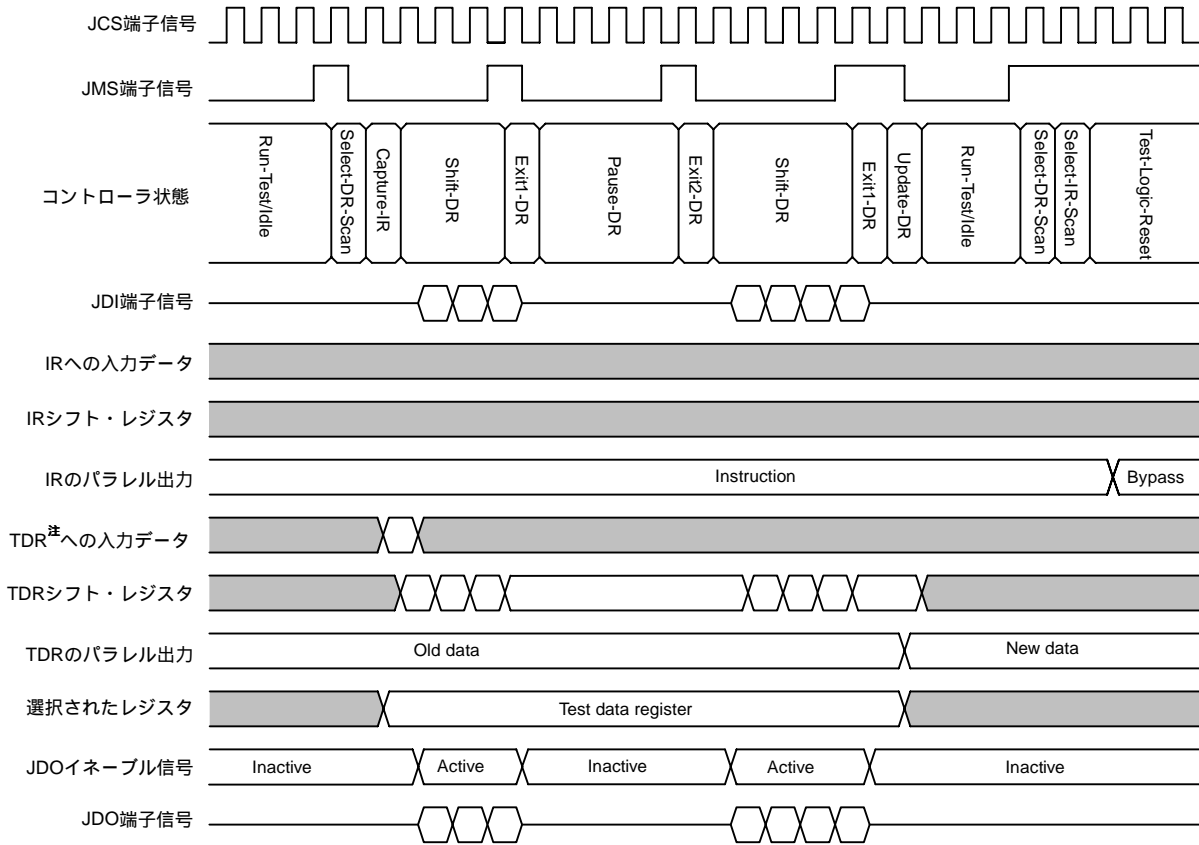 JCS端子信号
JMS端子信号
コントローラ状態
Run-Test/Idle
Select-DR-Scan
Capture-IR
Shift-DR
Exit1-DR
Pause-DR
Exit2-DR
Shift-DR
Exit1-DR
Update-DR
Run-Test/Idle
Select-DR-Scan
Select-IR-Scan
Test-Logic-Reset
JDI端子信号
IRへの入力データ
IRシフト・レジスタ
IRのパラレル出力
Instruction
Bypass
TDR注への入力データ
TDRシフト・レジスタ
TDRのパラレル出力
Old data
New data
選択されたレジスタ
Test data register
JDOイネーブル信号
Inactive
Active
Inactive
Active
Inactive
JDO端子信号